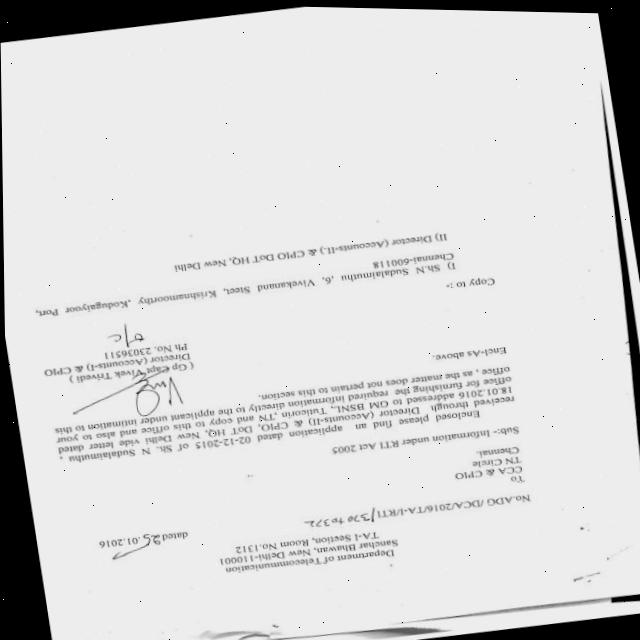 Department of Telecommunication
Sanchar Bhawan, New Delhi-110001
TA-I Section, Room No.1312
No.ADG /DCA/2016/TA-I/RTI/370 to 372
dated 25.01.2016
To
CCA & CPIO
TN Circle
Chennai.
Sub:- Information under RTI Act 2005
Enclosed please find an application dated 02-12-2015 of Sh. N Sudalaimuthu ,
received through Director (Accounts-II) & CPIO, DoT HQ, New Delhi vide letter dated
18.01.2016 addressed to GM BSNL, Tuticorin ,TN and copy to this office and also to your
office for furnishing the required information directly to the applicant under intimation to this
office , as the matter does not pertain to this section.
Encl-As above.
( Gp Capt Vivek Trivedi )
Director (Accounts-I) & CPIO
Ph No. 23036511
o/c
Copy to :-
I) Sh.N Sudalaimuthu ,6, Vivekanand Steet, Krishnamoorthy ,Kodugaiyoor Port,
Chennai-600118
II) Director (Accounts-II,) & CPIO DoT HQ, New Delhi